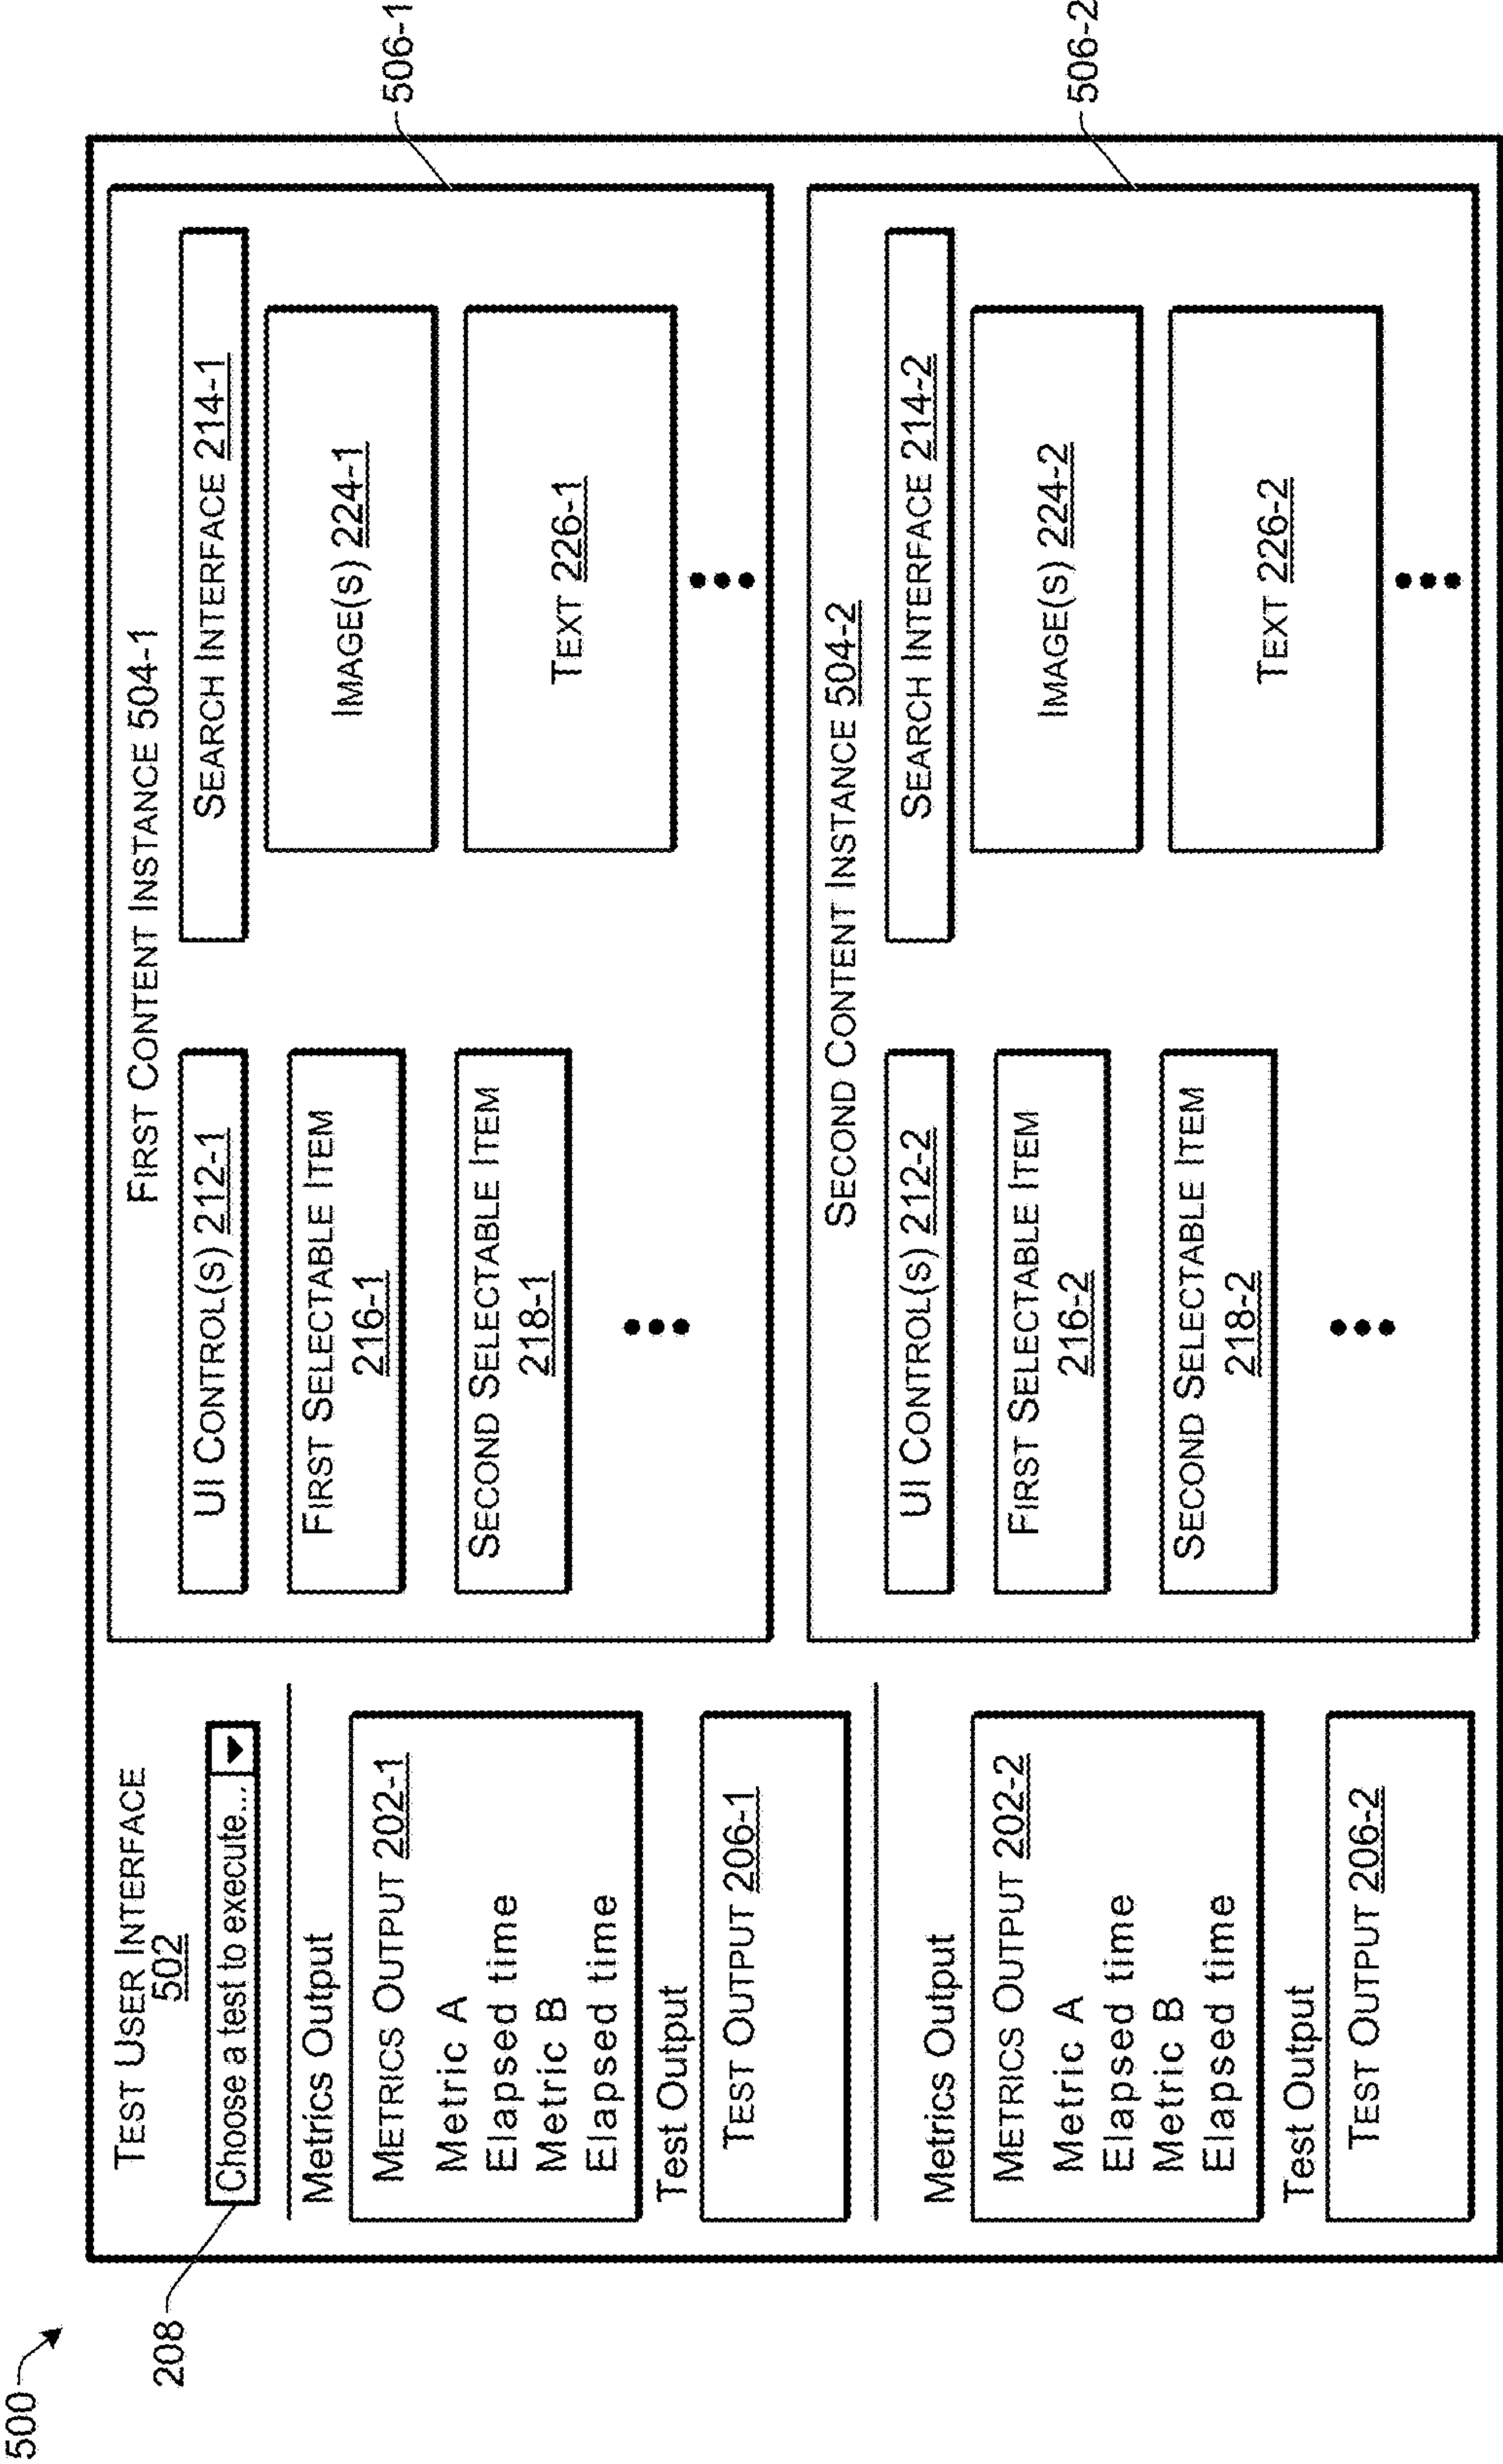 500
208
TEST USER INTERFACE
502
Choose a test to execute...
Metrics Output
METRICS OUTPUT 202-1
Metric A
Elapsed time
Metric B
Elapsed time
Test Output
TEST OUTPUT 206-1
Metrics Output
METRICS OUTPUT 202-2
Metric A
Elapsed time
Metric B
Elapsed time
Test Output
TEST OUTPUT 206-2
FIRST CONTENT INSTANCE 504-1
UI CONTROL(S) 212-1
FIRST SELECTABLE ITEM
216-1
SECOND SELECTABLE ITEM
218-1
SEARCH INTERFACE 214-1
IMAGE(S) 224-1
TEXT 226-1
506-1
SECOND CONTENT INSTANCE 504-2
UI CONTROL(S) 212-2
FIRST SELECTABLE ITEM
216-2
SECOND SELECTABLE ITEM
218-2
SEARCH INTERFACE 214-2
IMAGE(S) 224-2
TEXT 226-2
506-2